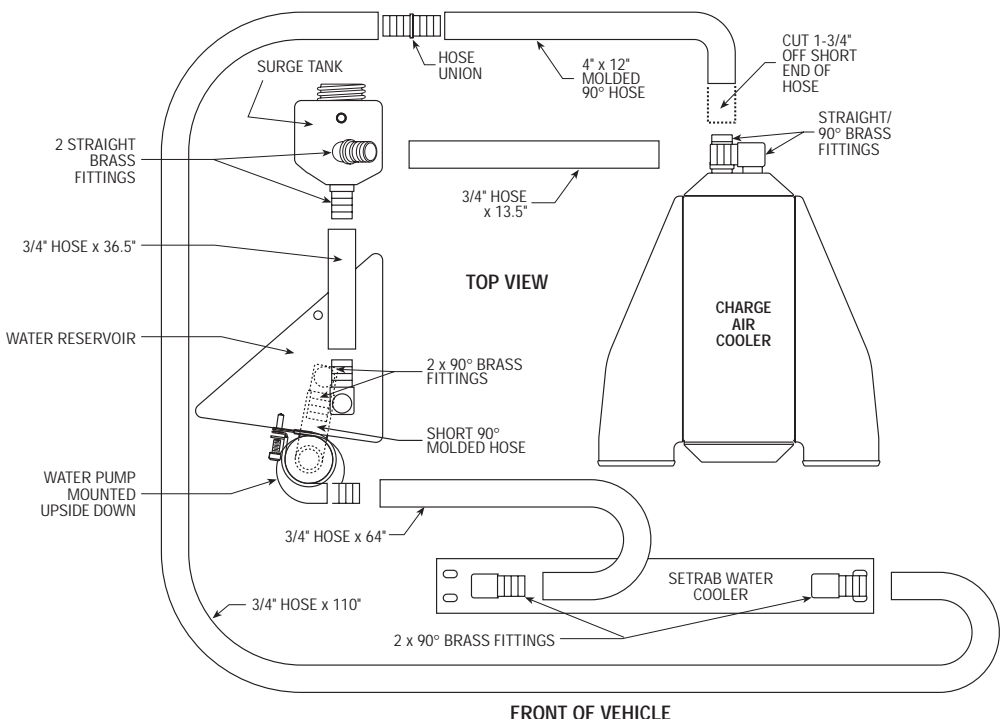 CUT 1-3/4"
OFF SHORT
END OF
HOSE
HOSE
UNION
4" x 12"
MOLDED
90° HOSE
SURGE TANK
STRAIGHT/
90° BRASS
FITTINGS
2 STRAIGHT
BRASS
FITTINGS
3/4" HOSE
x 13.5"
3/4" HOSE x 36.5"
TOP VIEW
CHARGE
AIR
COOLER
WATER RESERVOIR
2 x 90° BRASS
FITTINGS
SHORT 90°
MOLDED HOSE
WATER PUMP
MOUNTED
UPSIDE DOWN
3/4" HOSE x 64"
SETRAB WATER
COOLER
3/4" HOSE x 110"
2 x 90° BRASS FITTINGS
FRONT OF VEHICLE